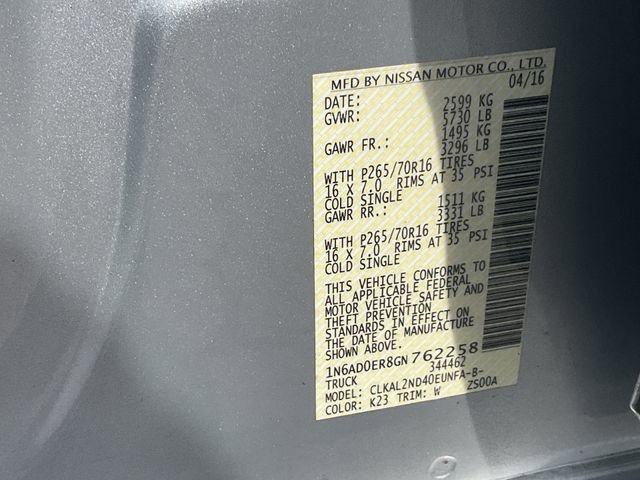 MFD BY NISSAN MOTOR CO., LTD.
DATE: 04/16
GVWR: 2599 KG
5730 LB
GAWR FR.: 1495 KG
3296 LB
WITH P265/70R16 TIRES
16 X 7.0 RIMS AT 35 PSI
COLD SINGLE
GAWR RR.: 1511 KG
3331 LB
WITH P265/70R16 TIRES
16 X 7.0 RIMS AT 35 PSI
COLD SINGLE
THIS VEHICLE CONFORMS TO
ALL APPLICABLE FEDERAL
MOTOR VEHICLE SAFETY AND
THEFT PREVENTION
STANDARDS IN EFFECT ON
THE DATE OF MANUFACTURE
SHOWN ABOVE.
1N6AD0ER8GN762258
TRUCK 344462
MODEL: CLKAL2ND40EUNFA-B-
COLOR: K23 TRIM: W ZS00A